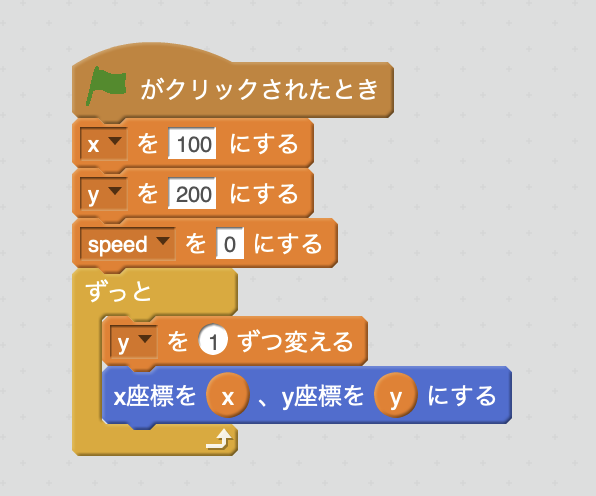 がクリックされたとき
x を 100 にする
y を 200 にする
speed を 0 にする
ずっと
y を 1 ずつ変える
x座標を x 、y座標を y にする